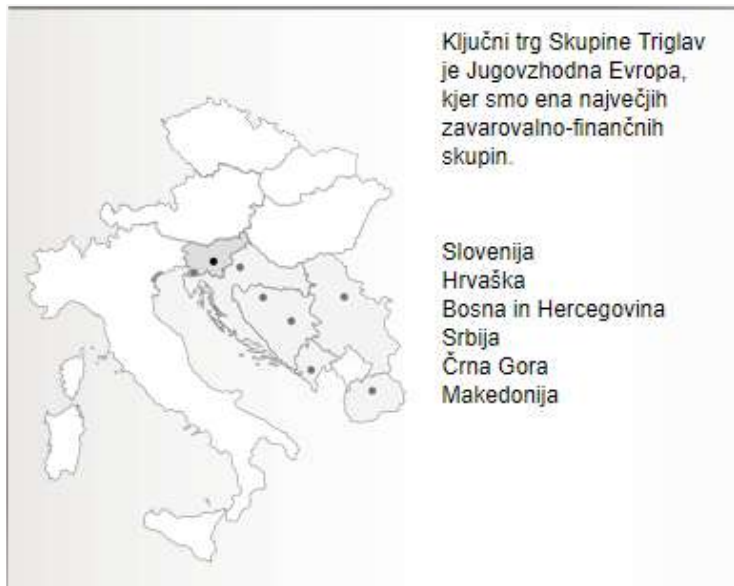 Ključni trg Skupine Triglav
je Jugovzhodna Evropa,
kjer smo ena največjih
zavarovalno-finančnih
skupin.
Slovenija
Hrvaška
Bosna in Hercegovina
Srbija
Črna Gora
Makedonija